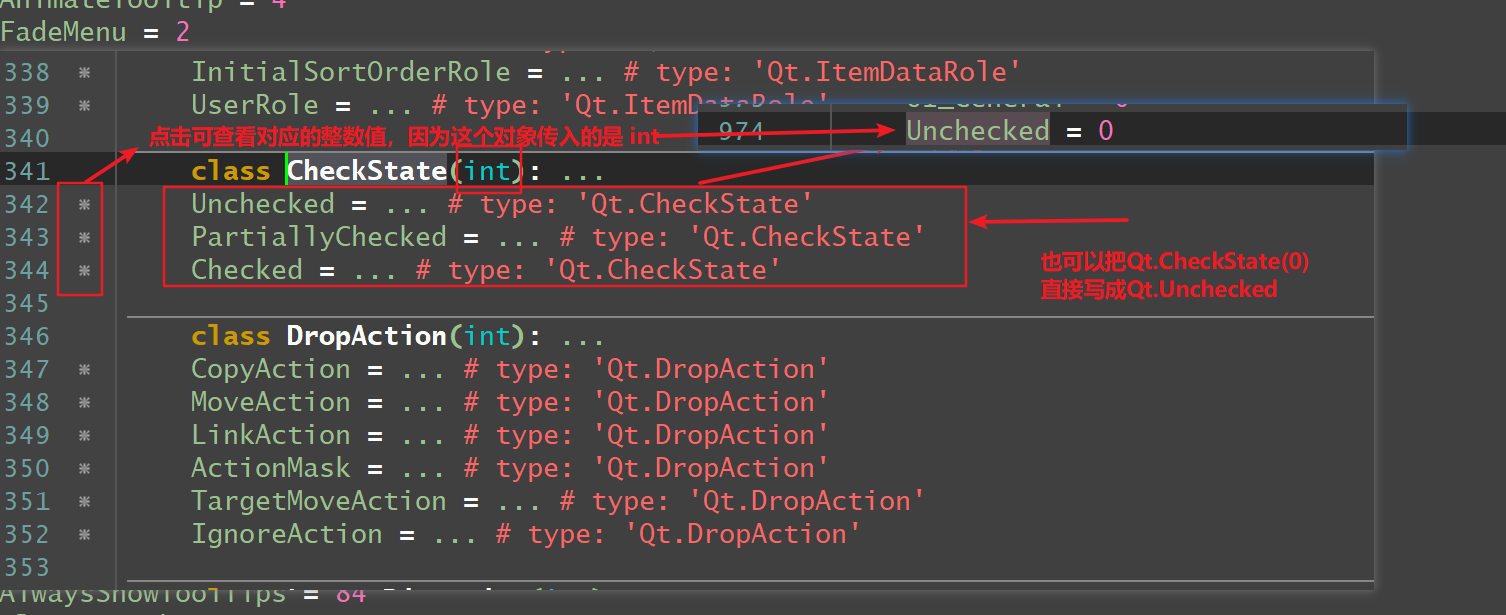 FadeMenu = 2
338 * InitialSortOrderRole = ... # type: 'Qt.ItemDataRole'
339 * UserRole = ... # type: 'Qt.ItemDataRole'
974 Unchecked = 0
340
点击可查看对应的整数值，因为这个对象传入的是 int
341 class CheckState(int): ...
342 * Unchecked = ... # type: 'Qt.CheckState'
343 * PartiallyChecked = ... # type: 'Qt.CheckState'
344 * Checked = ... # type: 'Qt.CheckState'
也可以把Qt.CheckState(0)
直接写成Qt.Unchecked
345
346 class DropAction(int): ...
347 * CopyAction = ... # type: 'Qt.DropAction'
348 * MoveAction = ... # type: 'Qt.DropAction'
349 * LinkAction = ... # type: 'Qt.DropAction'
350 * ActionMask = ... # type: 'Qt.DropAction'
351 * TargetMoveAction = ... # type: 'Qt.DropAction'
352 * IgnoreAction = ... # type: 'Qt.DropAction'
353
AlwaysShowToolTips = 84